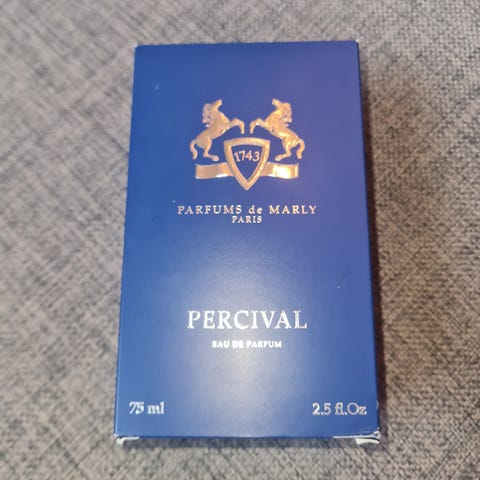 1743
PARFUMS de MARLY
PARIS
PERCIVAL
EAU DE PARFUM
75 ml 2.5 fl.Oz